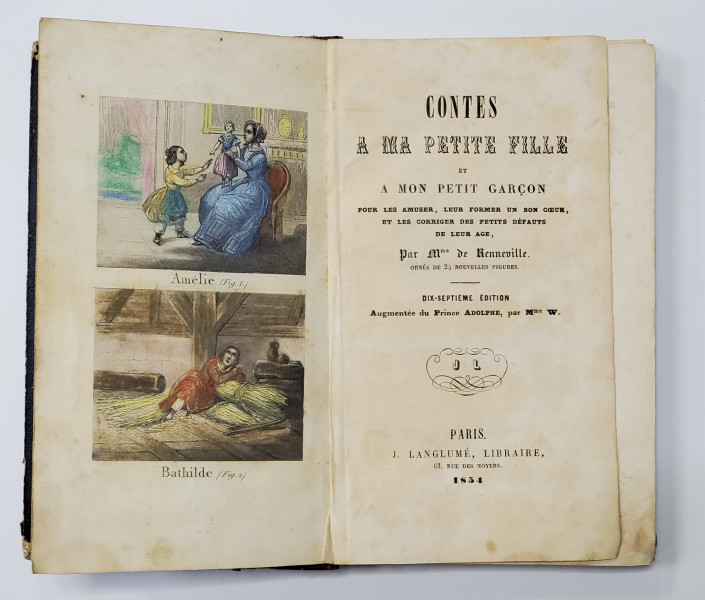 Amélie (Fig. 1.)
Bathilde (Fig. 2)
CONTES
A MA PETITE FILLE
ET
A MON PETIT GARÇON
POUR LES AMUSER, LEUR FORMER UN BON CŒUR,
ET LES CORRIGER DES PETITS DÉFAUTS
DE LEUR AGE,
Par Mme de Renneville.
ORNÉS DE 24 NOUVELLES FIGURES.
DIX-SEPTIÈME ÉDITION
Augmentée du Prince ADOLPHE, par Mme W.
J L
PARIS.
J. LANGLUMÉ, LIBRAIRE,
63, RUE DES NOYERS.
1854